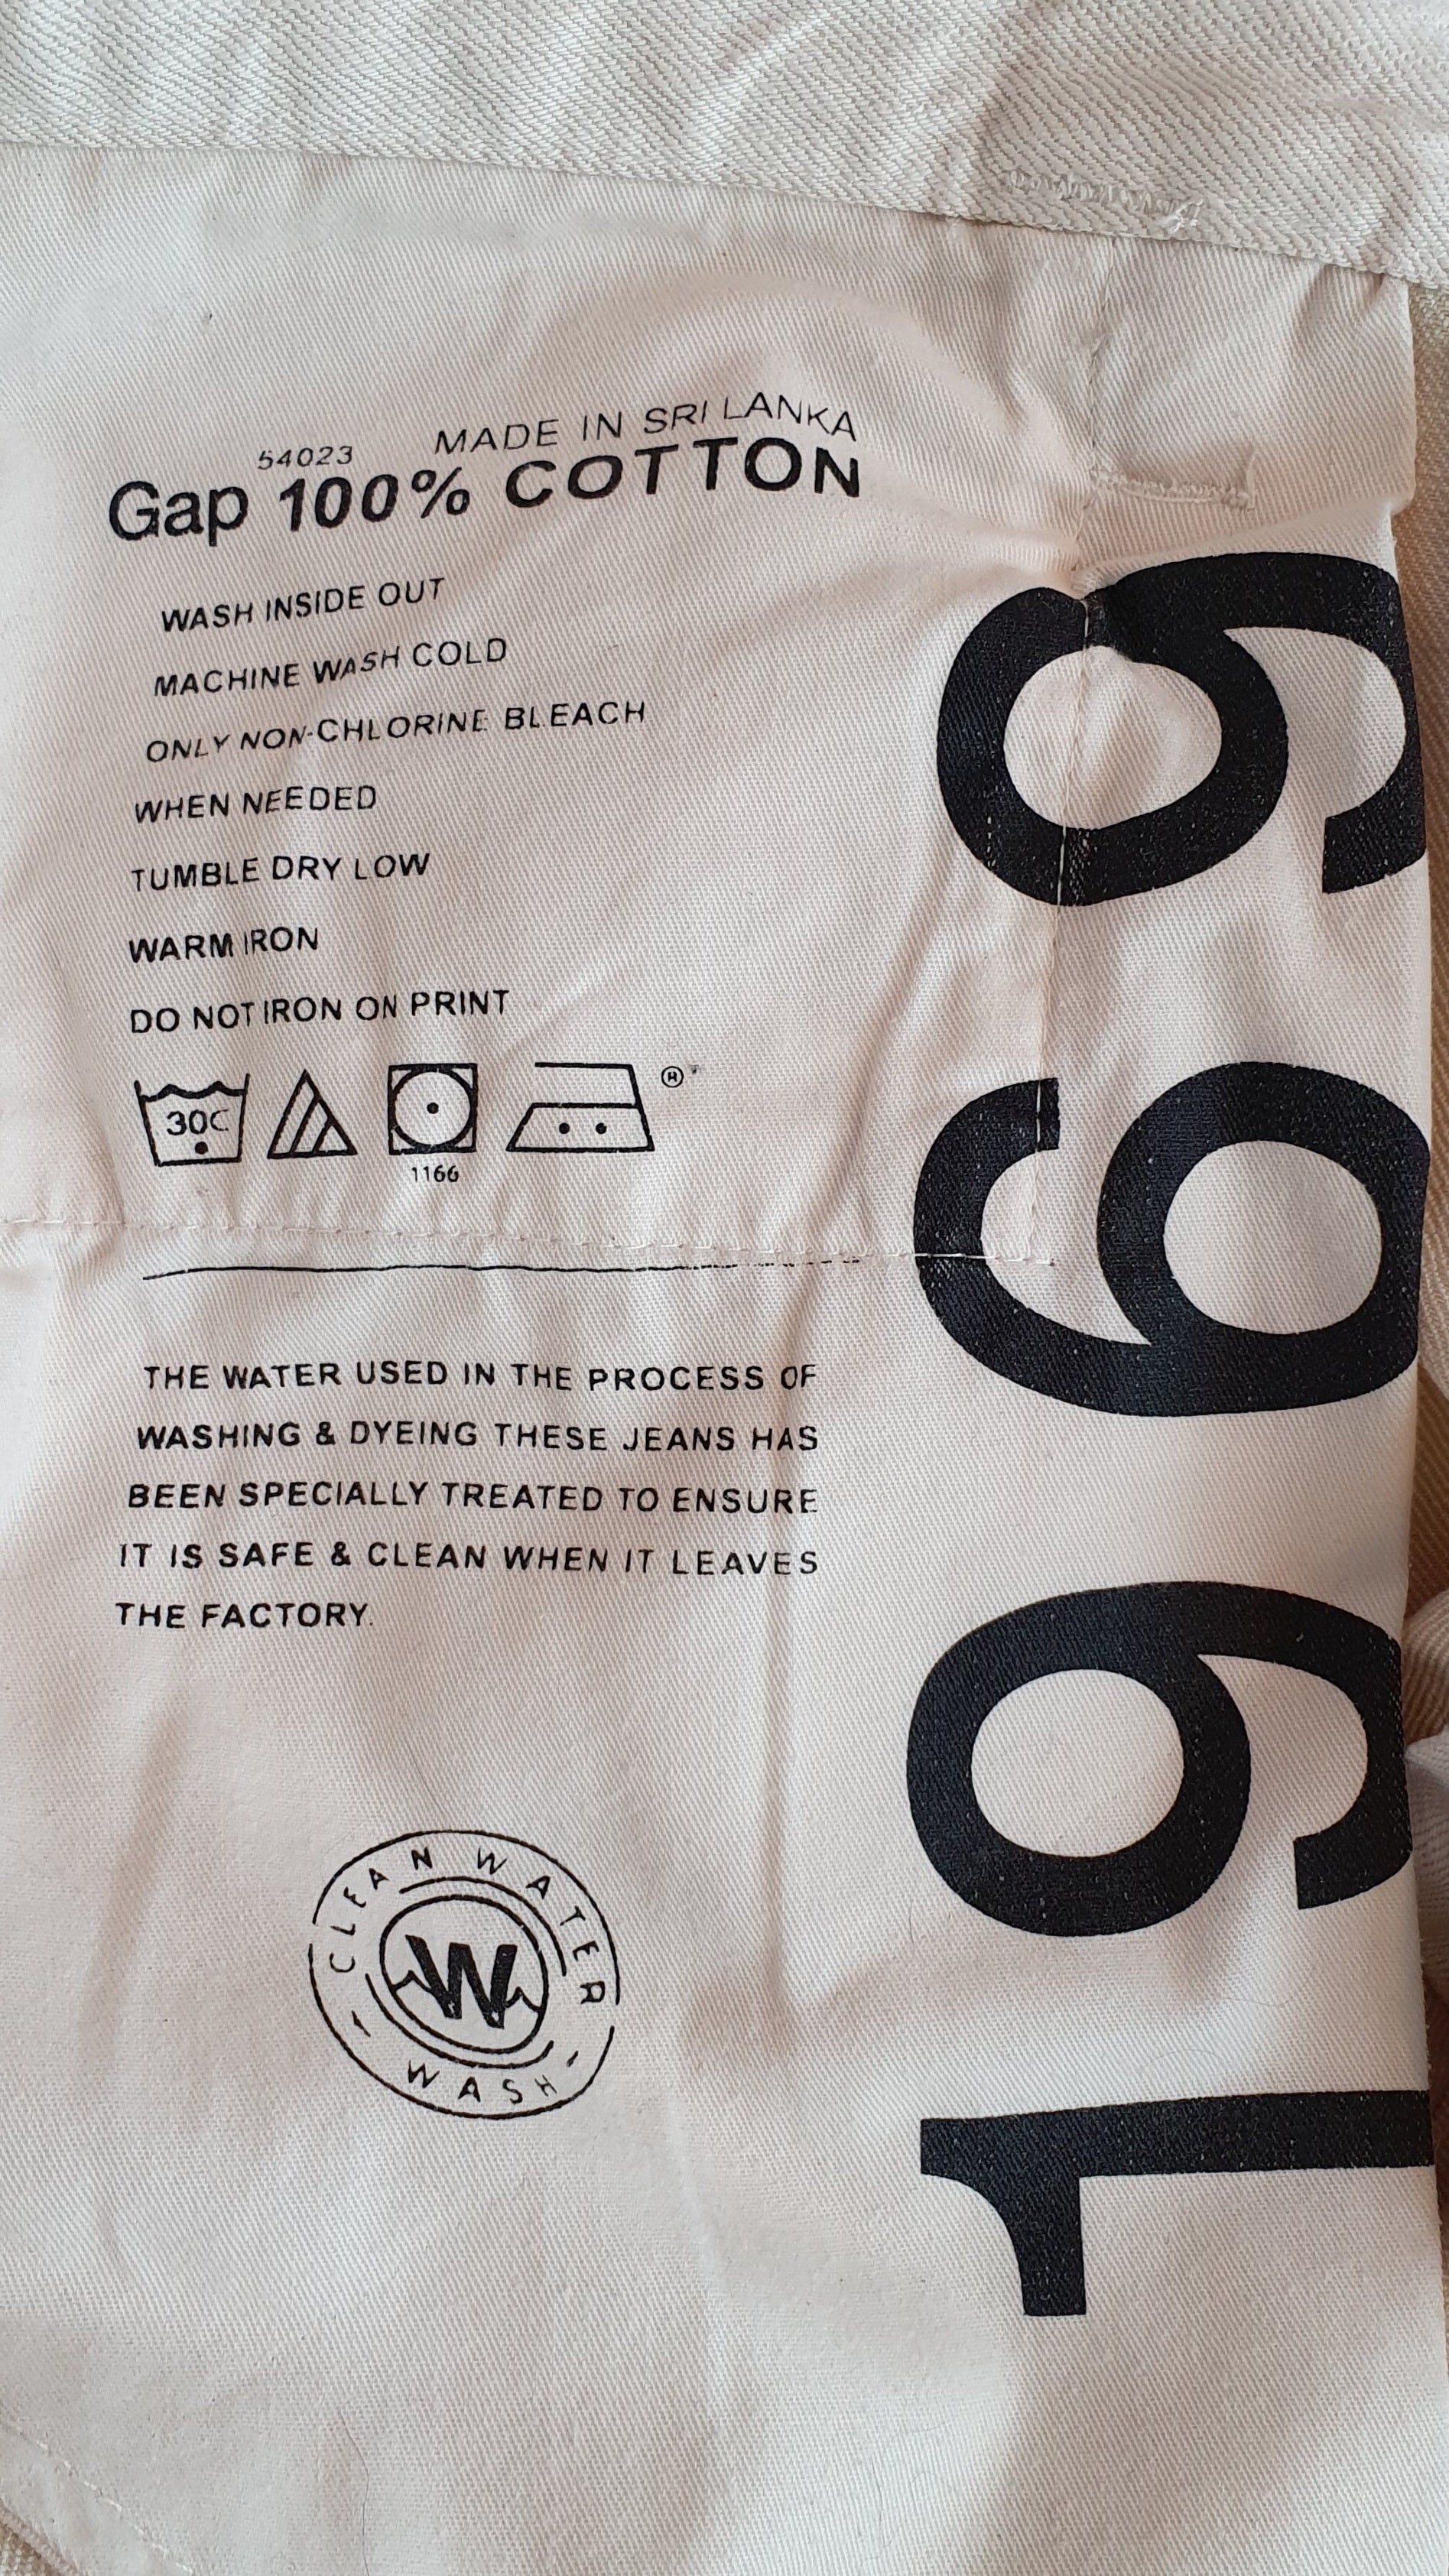 54023 MADE IN SRI LANKA
Gap 100% COTTON
WASH INSIDE OUT
MACHINE WASH COLD
ONLY NON-CHLORINE BLEACH
WHEN NEEDED
TUMBLE DRY LOW
WARM IRON
DO NOT IRON ON PRINT
30C
®
1166
THE WATER USED IN THE PROCESS OF
WASHING & DYEING THESE JEANS HAS
BEEN SPECIALLY TREATED TO ENSURE
IT IS SAFE & CLEAN WHEN IT LEAVES
THE FACTORY.
CLEAN WATER
W
- WASH -
1969